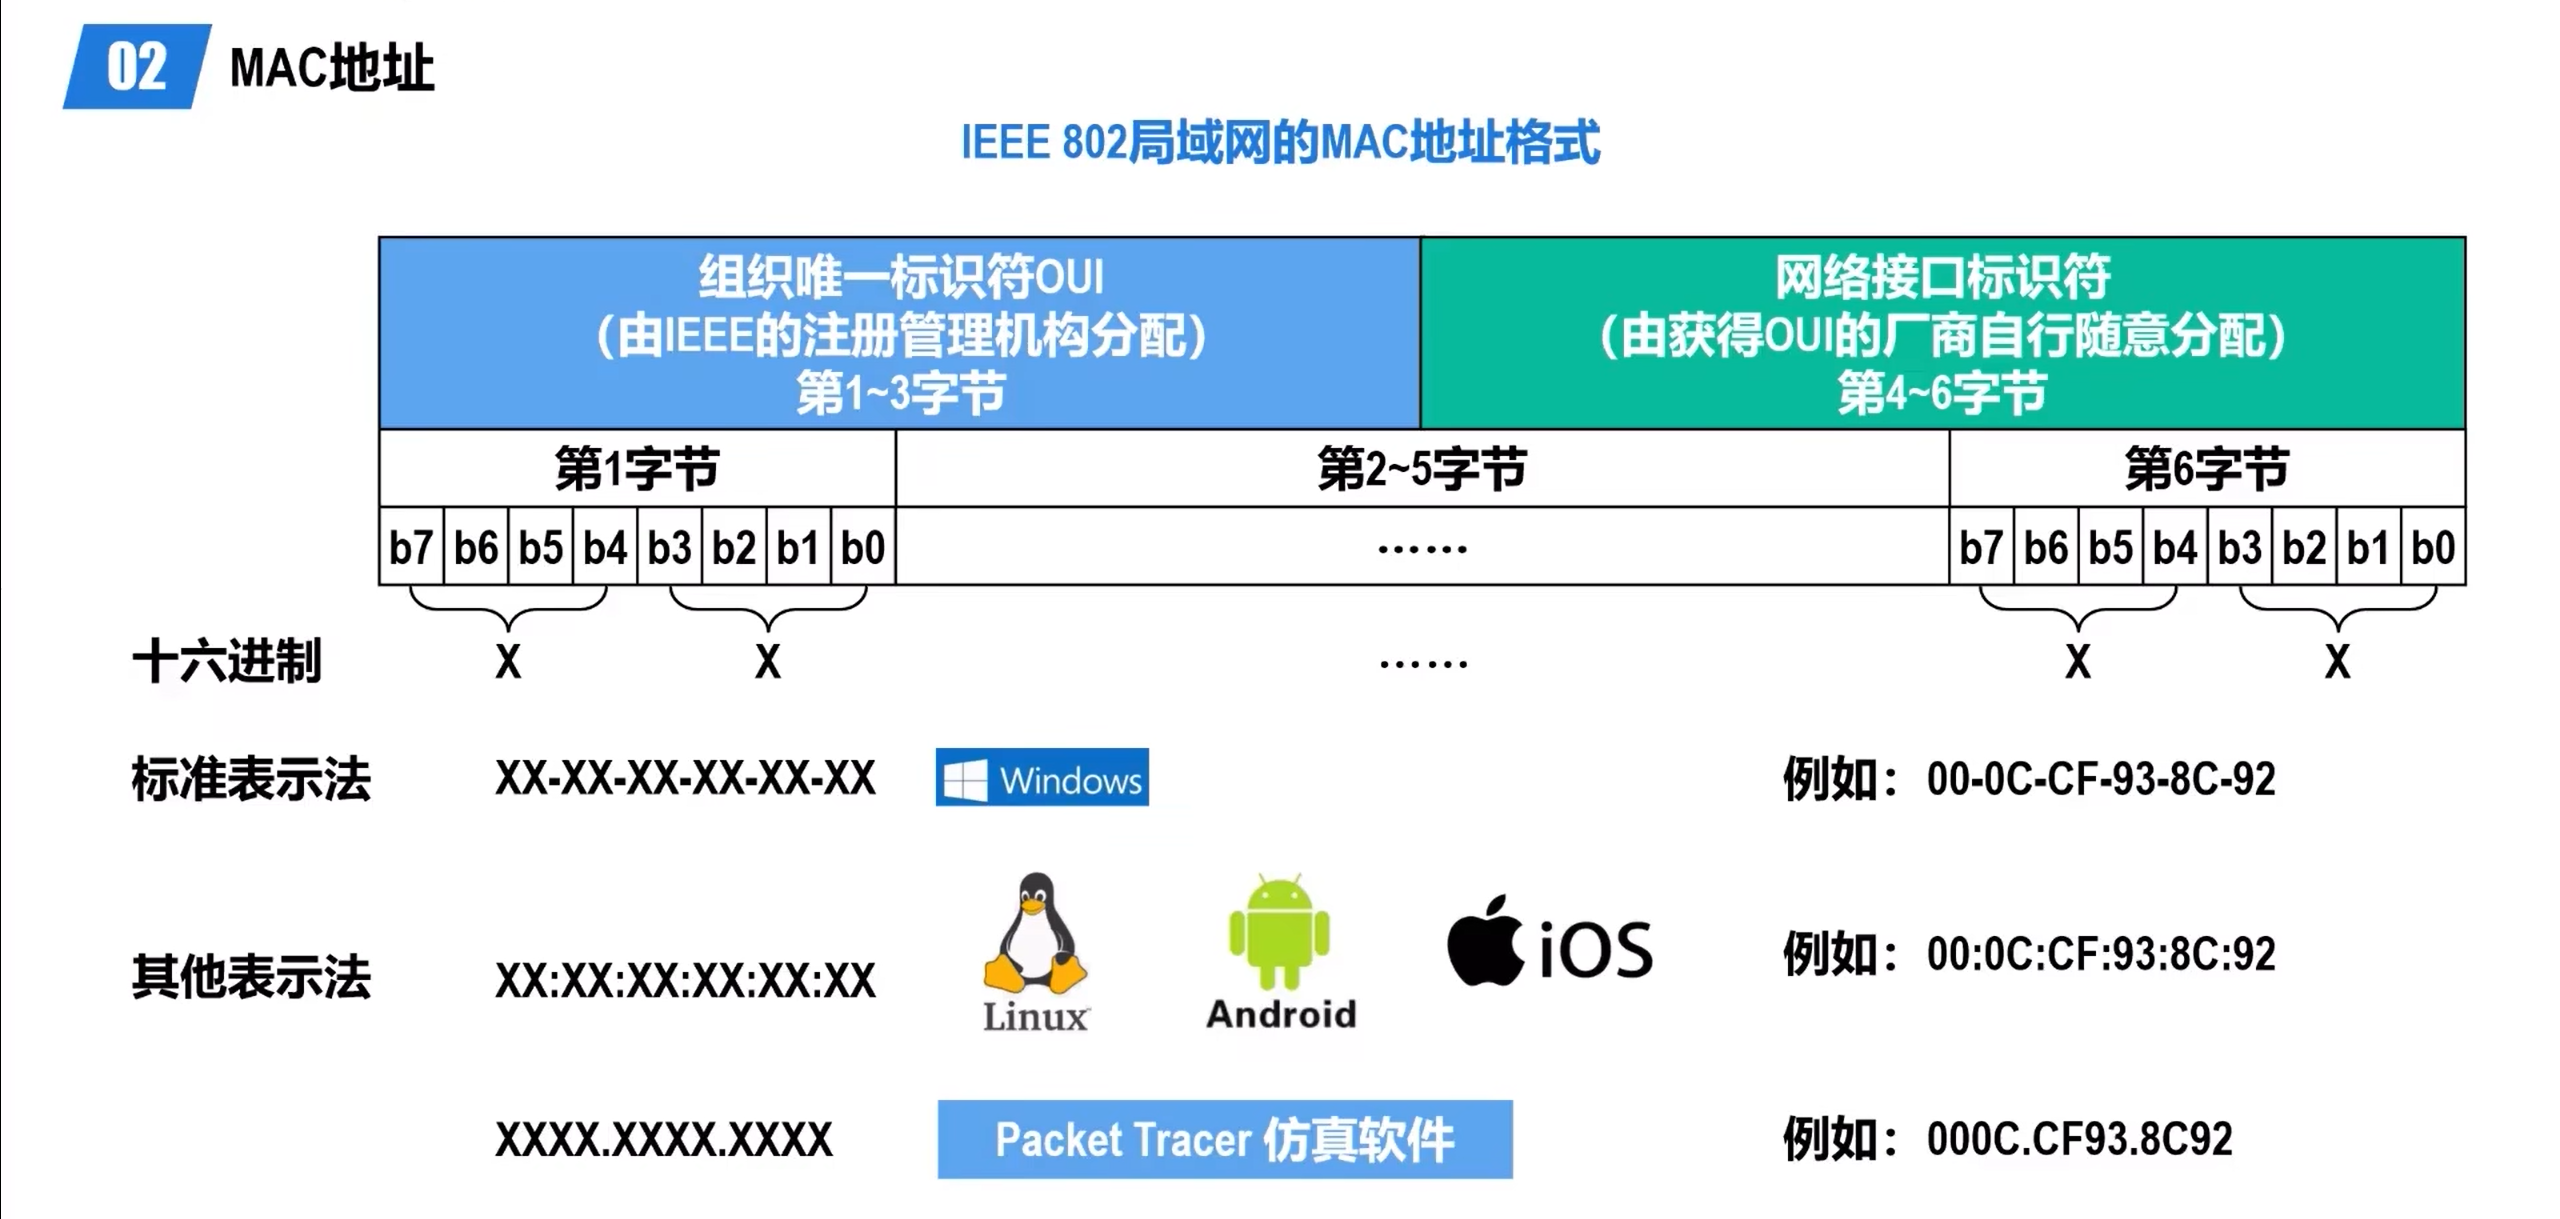 02 MAC地址
IEEE 802局域网的MAC地址格式
组织唯一标识符OUI
（由IEEE的注册管理机构分配）
第1~3字节
网络接口标识符
（由获得OUI的厂商自行随意分配）
第4~6字节
第1字节 第2~5字节 第6字节
b7 b6 b5 b4 b3 b2 b1 b0 …… b7 b6 b5 b4 b3 b2 b1 b0
十六进制 X X …… X X
标准表示法 XX-XX-XX-XX-XX-XX Windows 例如：00-0C-CF-93-8C-92
其他表示法 XX:XX:XX:XX:XX:XX Linux Android iOS 例如：00:0C:CF:93:8C:92
XXXX.XXXX.XXXX Packet Tracer 仿真软件 例如：000C.CF93.8C92